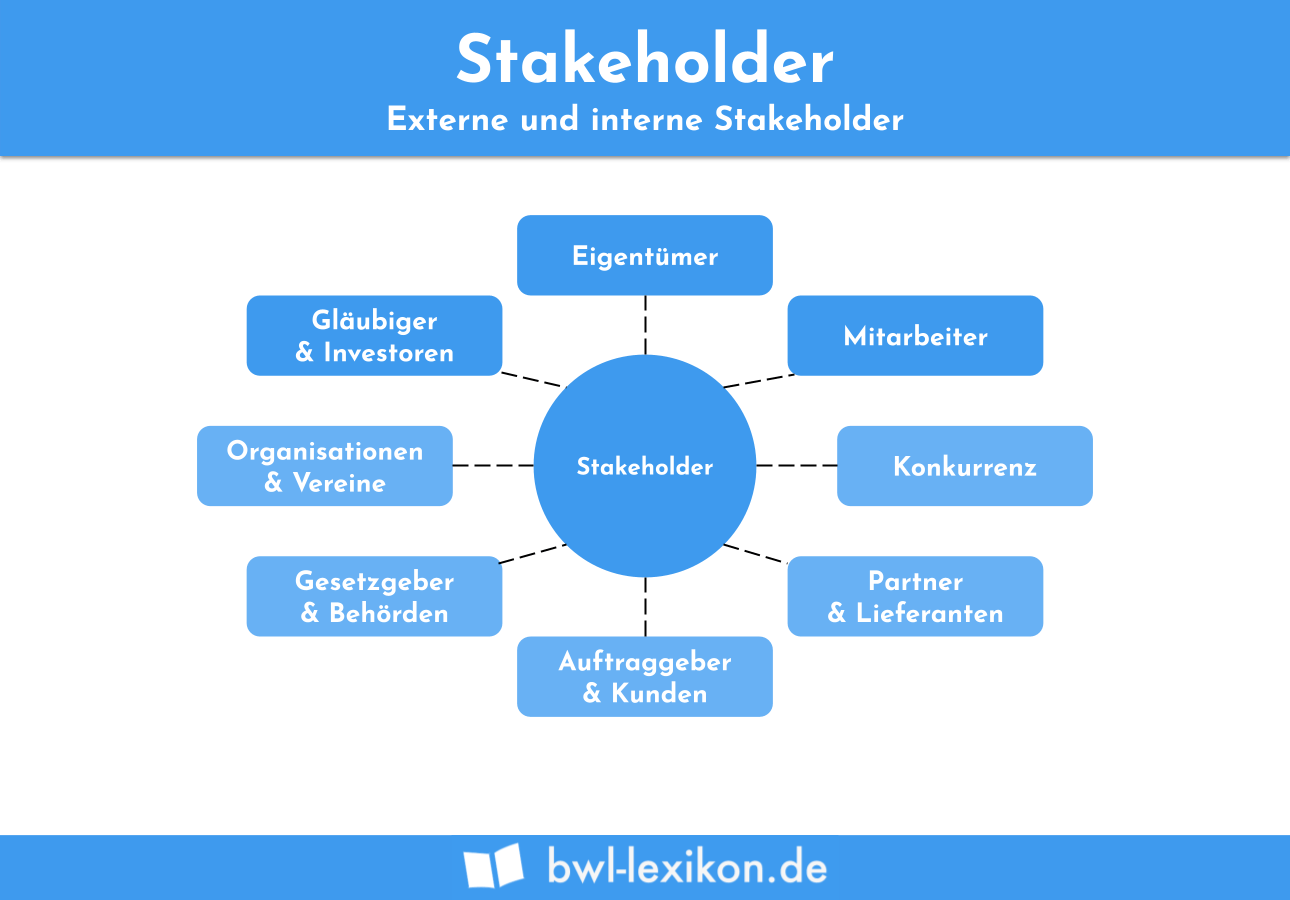 Stakeholder
Externe und interne Stakeholder
Eigentümer
Gläubiger
& Investoren
Mitarbeiter
Organisationen
& Vereine
Stakeholder
Konkurrenz
Gesetzgeber
& Behörden
Partner
& Lieferanten
Auftraggeber
& Kunden
bwl-lexikon.de